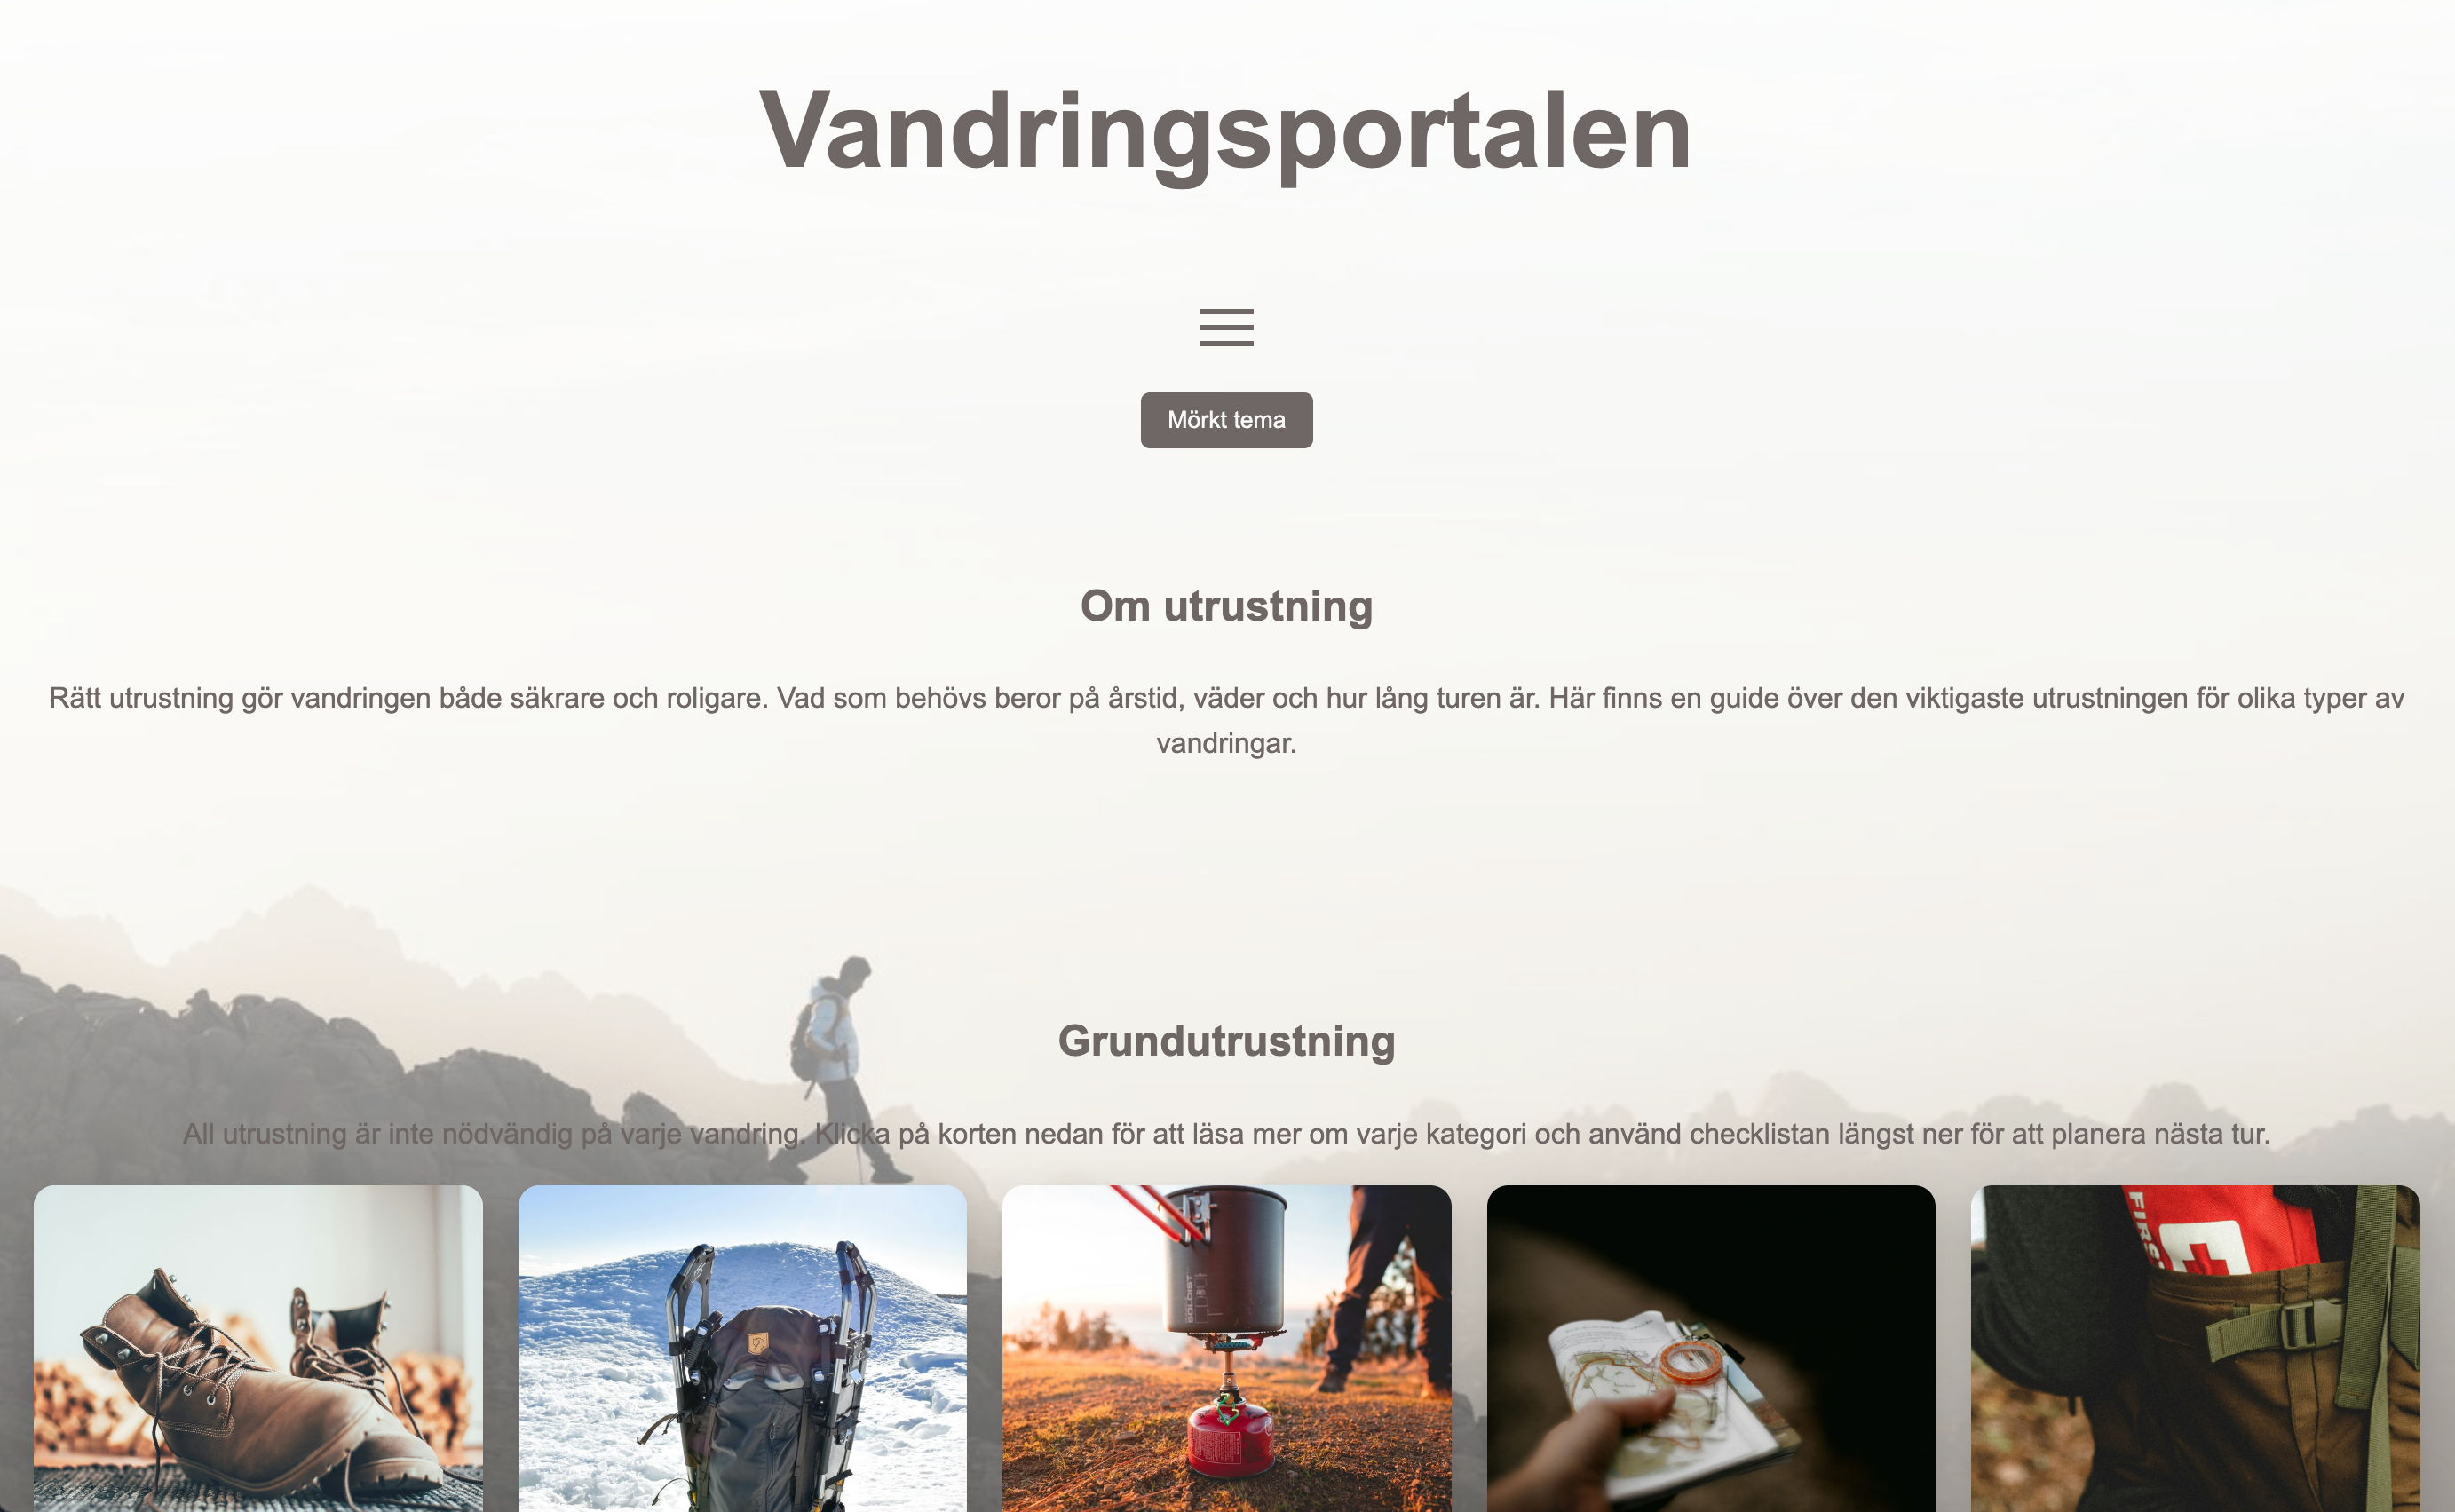 Vandringsportalen
Mörkt tema
Om utrustning
Rätt utrustning gör vandringen både säkrare och roligare. Vad som behövs beror på årstid, väder och hur lång turen är. Här finns en guide över den viktigaste utrustningen för olika typer av
vandringar.
Grundutrustning
All utrustning är inte nödvändig på varje vandring. Klicka på korten nedan för att läsa mer om varje kategori och använd checklistan längst ner för att planera nästa tur.
SOLOIST
FIRS